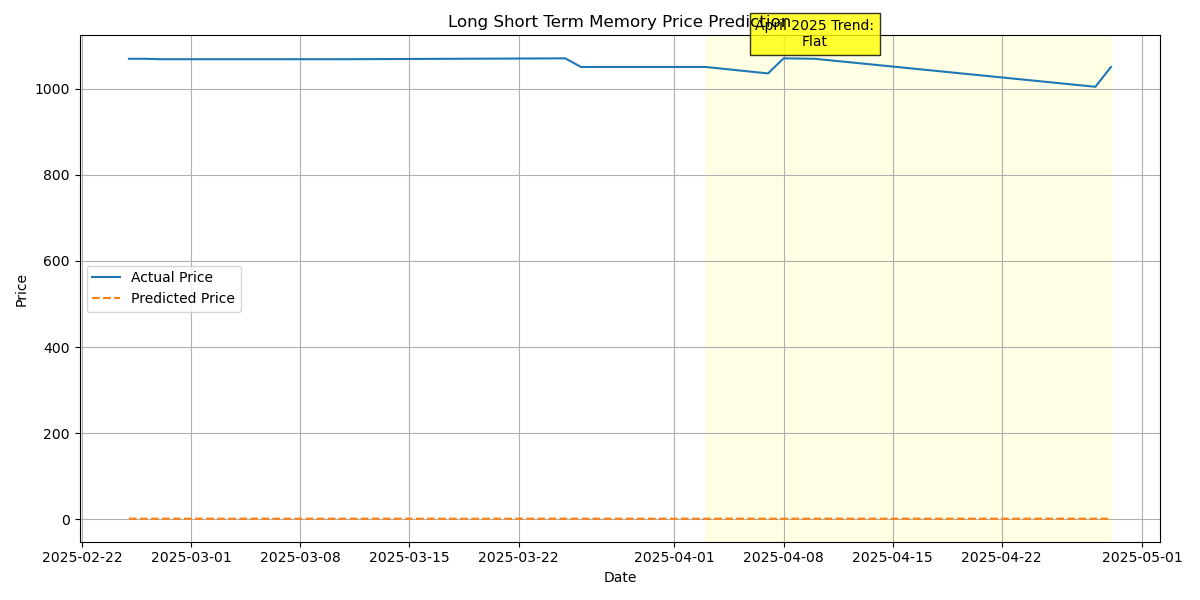 Long Short Term Memory Price Prediction
April 2025 Trend:
Flat
Price
1000
800
600
400
200
0
Actual Price
Predicted Price
2025-02-22 2025-03-01 2025-03-08 2025-03-15 2025-03-22 2025-04-01 2025-04-08 2025-04-15 2025-04-22 2025-05-01
Date